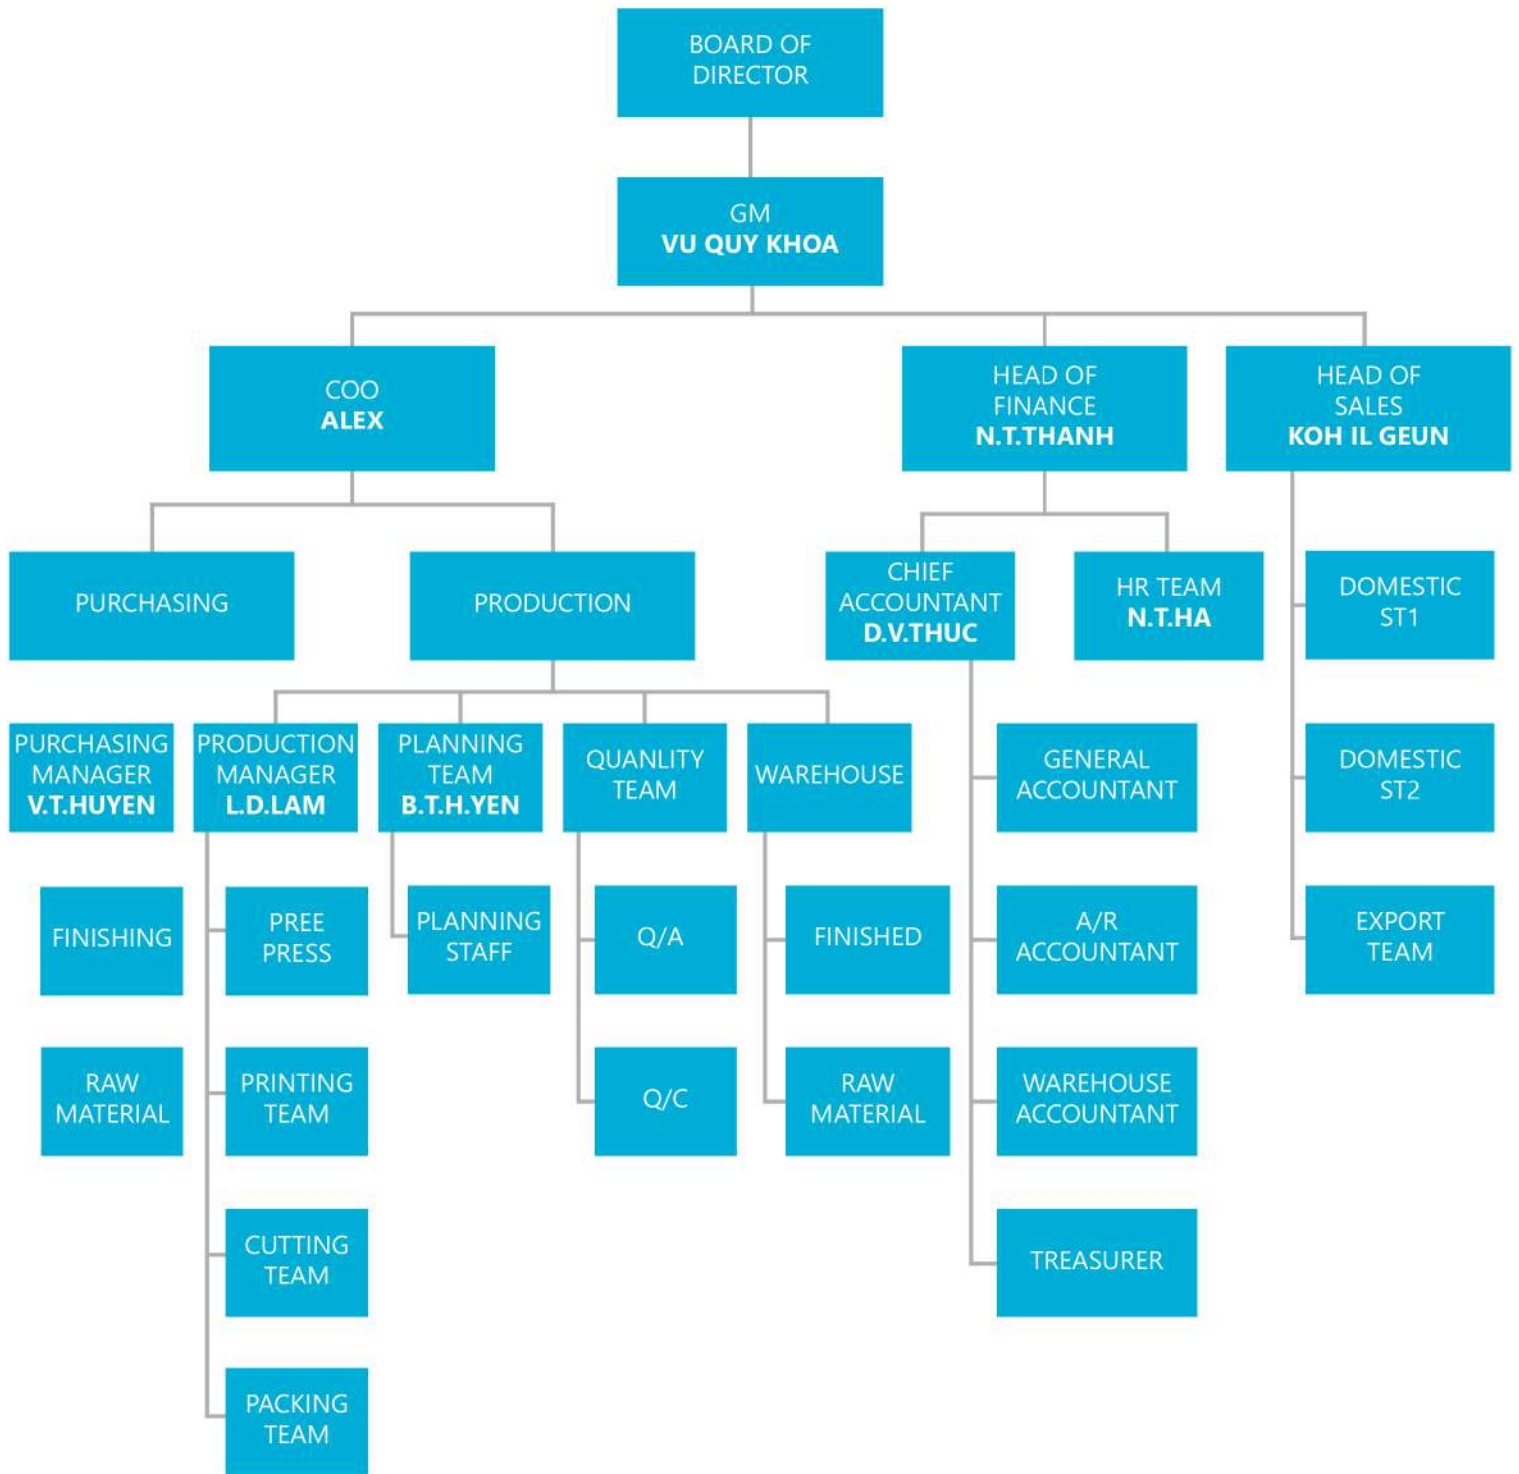 BOARD OF
DIRECTOR
GM
VU QUY KHOA
COO
ALEX
HEAD OF
FINANCE
N.T.THANH
HEAD OF
SALES
KOH IL GEUN
PURCHASING
PRODUCTION
CHIEF
ACCOUNTANT
D.V.THUC
HR TEAM
N.T.HA
DOMESTIC
ST1
PURCHASING
MANAGER
V.T.HUYEN
PRODUCTION
MANAGER
L.D.LAM
PLANNING
TEAM
B.T.H.YEN
QUANLITY
TEAM
WAREHOUSE
GENERAL
ACCOUNTANT
DOMESTIC
ST2
FINISHING
PREE
PRESS
PLANNING
STAFF
Q/A
FINISHED
A/R
ACCOUNTANT
EXPORT
TEAM
RAW
MATERIAL
PRINTING
TEAM
Q/C
RAW
MATERIAL
WAREHOUSE
ACCOUNTANT
CUTTING
TEAM
TREASURER
PACKING
TEAM